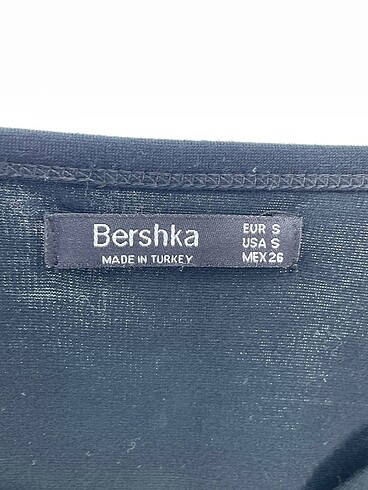 Bershka
MADE IN TURKEY
EUR S
USA S
MEX 26